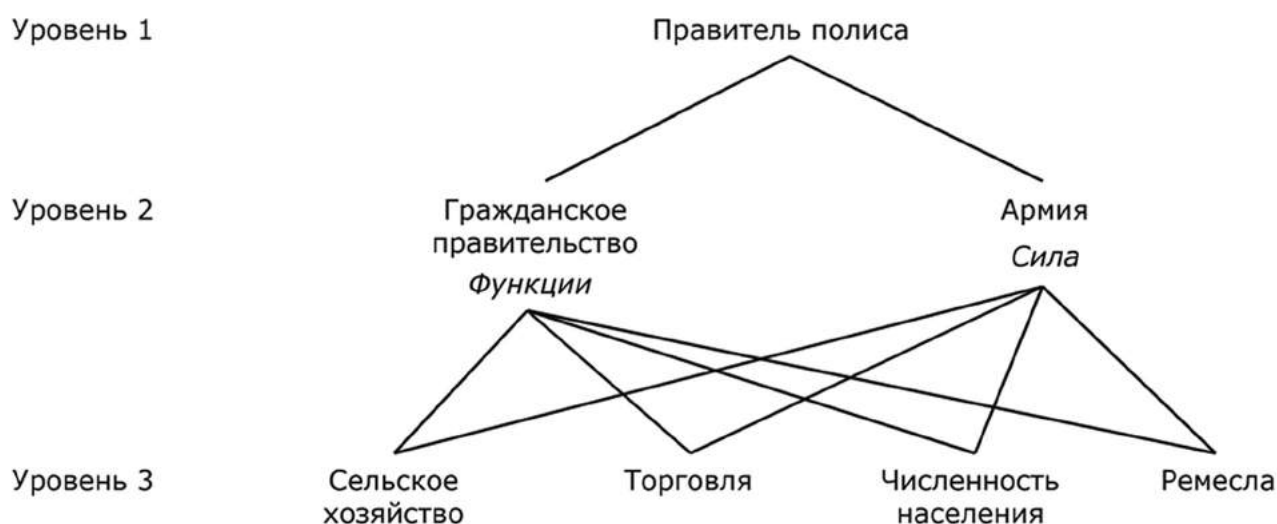 Уровень 1
Правитель полиса
Уровень 2
Гражданское
правительство
Функции
Армия
Сила
Уровень 3
Сельское
хозяйство
Торговля
Численность
населения
Ремесла